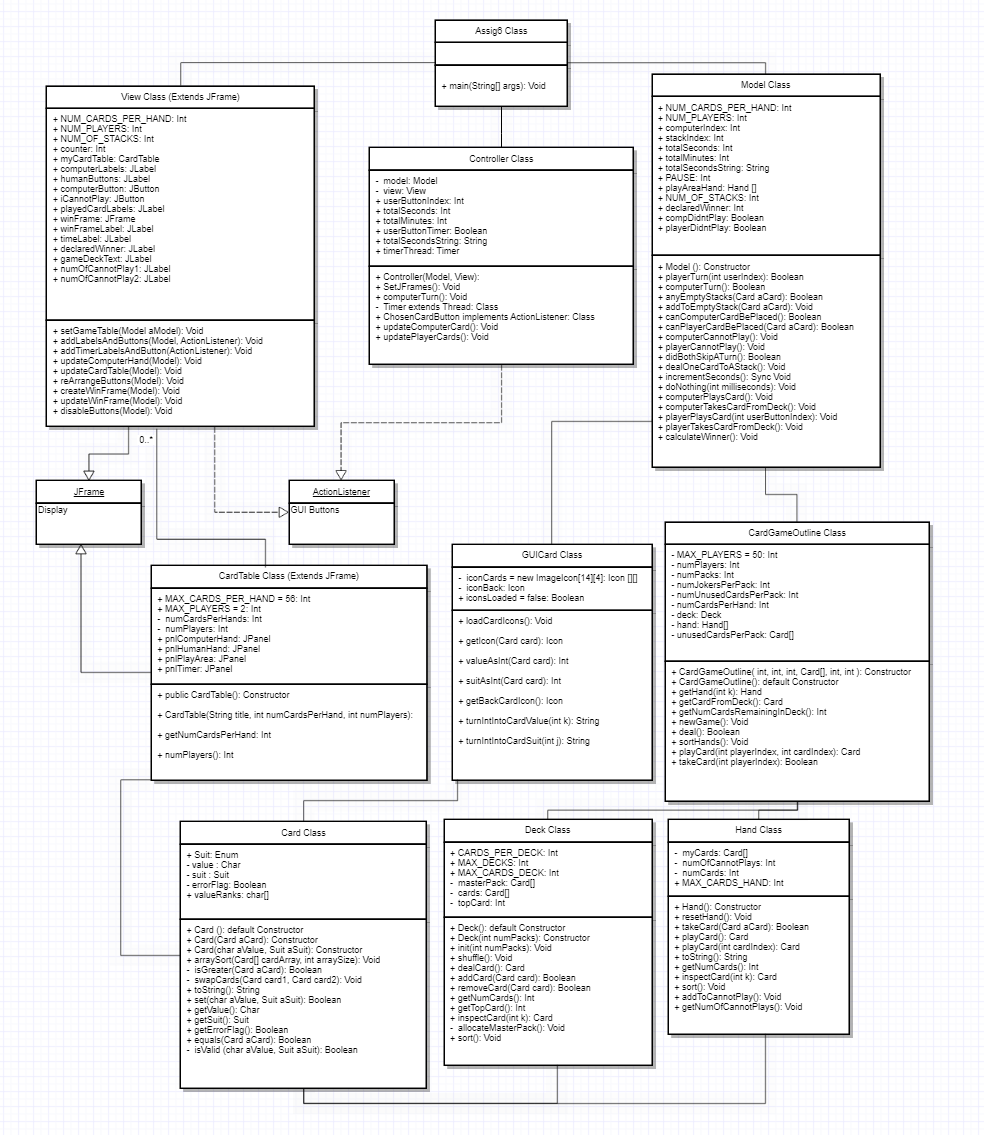 Assig6 Class
+ main(String[] args): Void
View Class (Extends JFrame)
+ NUM_CARDS_PER_HAND: Int
+ NUM_PLAYERS: Int
+ NUM_OF_STACKS: Int
+ counter: Int
+ myCardTable: CardTable
+ computerLabels: JLabel
+ humanButtons: JLabel
+ computerButton: JButton
+ iCannotPlay: JButton
+ playedCardLabels: JLabel
+ winFrame: JFrame
+ winFrameLabel: JLabel
+ timeLabel: JLabel
+ declaredWinner: JLabel
+ gameDeckText: JLabel
+ numOfCannotPlay1: JLabel
+ numOfCannotPlay2: JLabel
+ setGameTable(Model aModel): Void
+ addLabelsAndButtons(Model, ActionListener): Void
+ addTimerLabelsAndButton(ActionListener): Void
+ updateComputerHand(Model): Void
+ updateCardTable(Model): Void
+ reArrangeButtons(Model): Void
+ createWinFrame(Model): Void
+ updateWinFrame(Model): Void
+ disableButtons(Model): Void
Controller Class
- model: Model
- view: View
+ userButtonIndex: Int
+ totalSeconds: Int
+ totalMinutes: Int
+ userButtonTimer: Boolean
+ totalSecondsString: String
+ timerThread: Timer
+ Controller(Model, View):
+ SetJFrames(): Void
+ computerTurn(): Void
- Timer extends Thread: Class
+ ChosenCardButton implements ActionListener: Class
+ updateComputerCard(): Void
+ updatePlayerCards(): Void
Model Class
+ NUM_CARDS_PER_HAND: Int
+ NUM_PLAYERS: Int
+ computerIndex: Int
+ stackIndex: Int
+ totalSeconds: Int
+ totalMinutes: Int
+ totalSecondsString: String
+ PAUSE: Int
+ playAreaHand: Hand []
+ NUM_OF_STACKS: Int
+ declaredWinner: Int
+ compDidntPlay: Boolean
+ playerDidntPlay: Boolean
+ Model (): Constructor
+ playerTurn(int userIndex): Boolean
+ computerTurn(): Boolean
+ anyEmptyStacks(Card aCard): Boolean
+ addToEmptyStack(Card aCard): Void
+ canComputerCardBePlaced(): Boolean
+ canPlayerCardBePlaced(Card aCard): Boolean
+ computerCannotPlay(): Void
+ playerCannotPlay(): Void
+ didBothSkipATurn(): Boolean
+ dealOneCardToAStack(): Void
+ incrementSeconds(): Sync Void
+ doNothing(int milliseconds): Void
+ computerPlaysCard(): Void
+ computerTakesCardFromDeck(): Void
+ playerPlaysCard(int userButtonIndex): Void
+ playerTakesCardFromDeck(): Void
+ calculateWinner(): Void
0..*
JFrame
Display
ActionListener
GUI Buttons
CardTable Class (Extends JFrame)
+ MAX_CARDS_PER_HAND = 56: Int
+ MAX_PLAYERS = 2: Int
- numCardsPerHands: Int
- numPlayers: Int
+ pnlComputerHand: JPanel
+ pnlHumanHand: JPanel
+ pnlPlayArea: JPanel
+ pnlTimer: JPanel
+ public CardTable(): Constructor
+ CardTable(String title, int numCardsPerHand, int numPlayers):
+ getNumCardsPerHand: Int
+ numPlayers(): Int
GUICard Class
- iconCards = new ImageIcon[14][4]: Icon [][]
- iconBack: Icon
+ iconsLoaded = false: Boolean
+ loadCardIcons(): Void
+ getIcon(Card card): Icon
+ valueAsInt(Card card): Int
+ suitAsInt(Card card): Int
+ getBackCardIcon(): Icon
+ turnIntIntoCardValue(int k): String
+ turnIntIntoCardSuit(int j): String
CardGameOutline Class
- MAX_PLAYERS = 50: Int
- numPlayers: Int
- numPacks: Int
- numJokersPerPack: Int
- numUnusedCardsPerPack: Int
- numCardsPerHand: Int
- deck: Deck
- hand: Hand[]
- unusedCardsPerPack: Card[]
+ CardGameOutline( int, int, int, Card[], int, int ): Constructor
+ CardGameOutline(): default Constructor
+ getHand(int k): Hand
+ getCardFromDeck(): Card
+ getNumCardsRemainingInDeck(): Int
+ newGame(): Void
+ deal(): Boolean
+ sortHands(): Void
+ playCard(int playerIndex, int cardIndex): Card
+ takeCard(int playerIndex): Boolean
Card Class
+ Suit: Enum
- value : Char
- suit : Suit
- errorFlag: Boolean
+ valueRanks: char[]
+ Card (): default Constructor
+ Card(Card aCard): Constructor
+ Card(char aValue, Suit aSuit): Constructor
+ arraySort(Card[] cardArray, int arraySize): Void
- isGreater(Card aCard): Boolean
- swapCards(Card card1, Card card2): Void
+ toString(): String
+ set(char aValue, Suit aSuit): Boolean
+ getValue(): Char
+ getSuit(): Suit
+ getErrorFlag(): Boolean
+ equals(Card aCard): Boolean
- isValid (char aValue, Suit aSuit): Boolean
Deck Class
+ CARDS_PER_DECK: Int
+ MAX_DECKS: Int
+ MAX_CARDS_DECK: Int
- masterPack: Card[]
- cards: Card[]
- topCard: Int
+ Deck(): default Constructor
+ Deck(int numPacks): Constructor
+ init(int numPacks): Void
+ shuffle(): Void
+ dealCard(): Card
+ addCard(Card card): Boolean
+ removeCard(Card card): Boolean
+ getNumCards(): Int
+ getTopCard(): Int
+ inspectCard(int k): Card
- allocateMasterPack(): Void
+ sort(): Void
Hand Class
- myCards: Card[]
- numOfCannotPlays: Int
- numCards: Int
+ MAX_CARDS_HAND: Int
+ Hand(): Constructor
+ resetHand(): Void
+ takeCard(Card aCard): Boolean
+ playCard(): Card
+ playCard(int cardIndex): Card
+ toString(): String
+ getNumCards(): Int
+ inspectCard(int k): Card
+ sort(): Void
+ addToCannotPlay(): Void
+ getNumOfCannotPlays(): Void